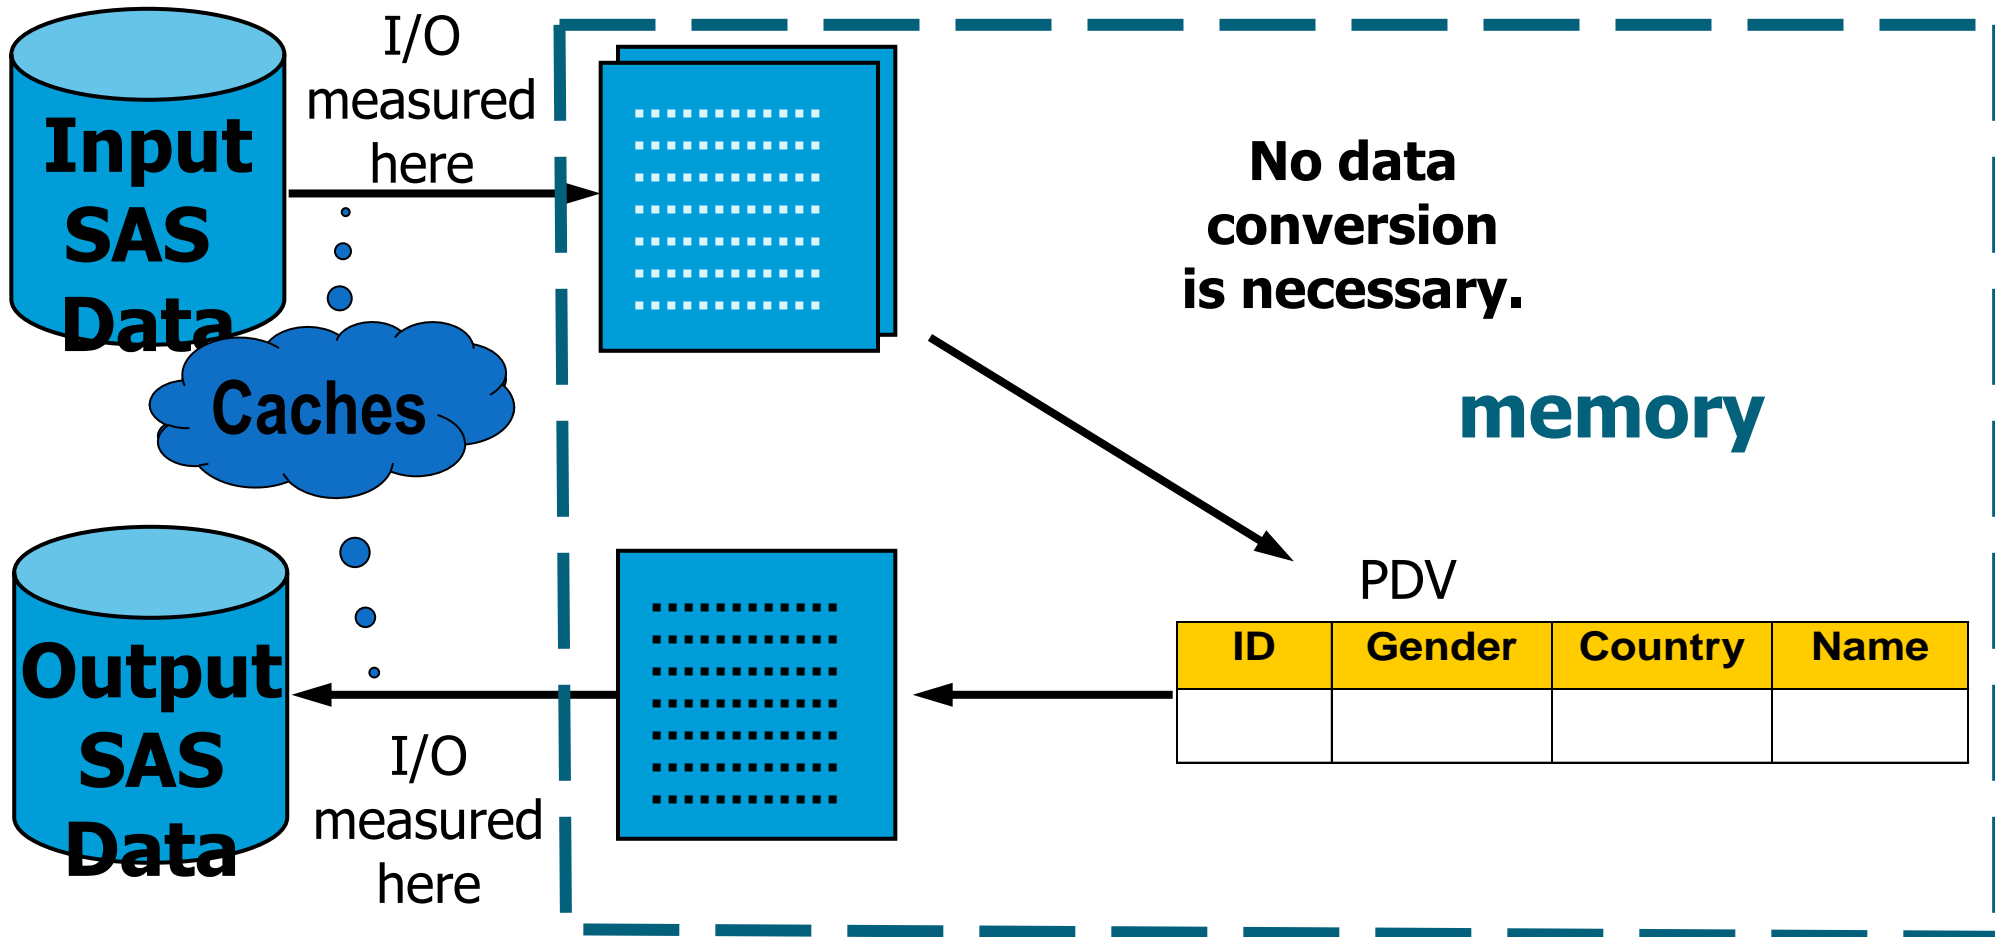 Input
SAS
Data
I/O
measured
here
No data
conversion
is necessary.
Caches
memory
Output
SAS
Data
I/O
measured
here
PDV
ID Gender Country Name